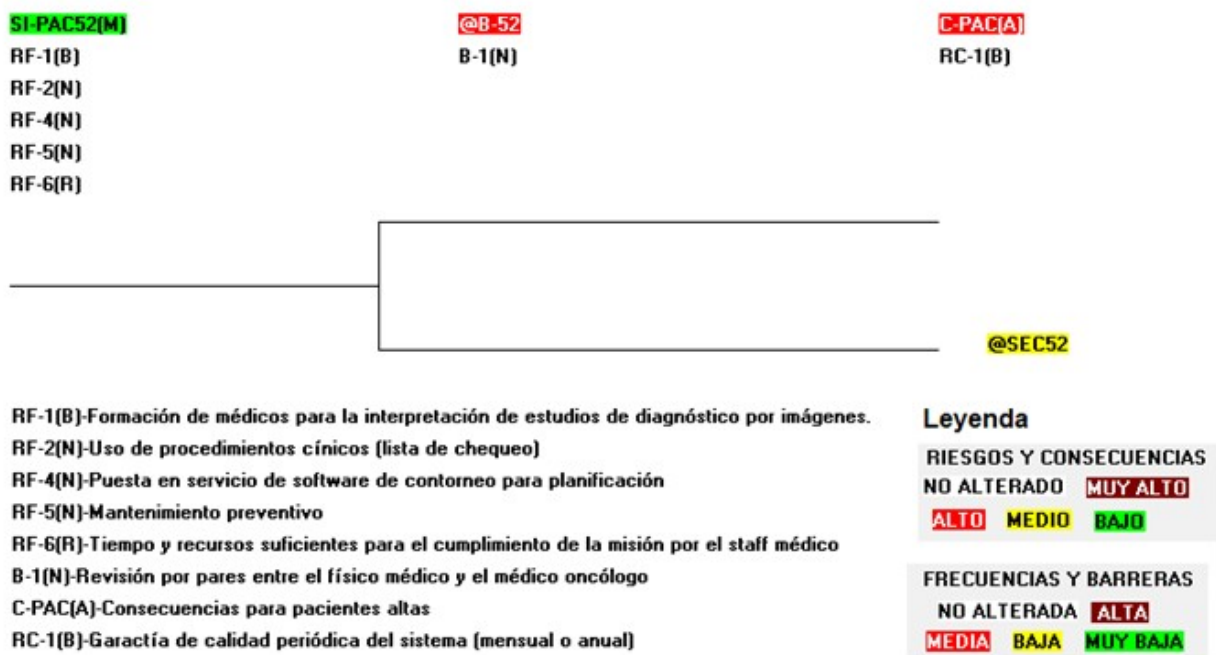 SI-PAC52(M) @B-52 C-PAC(A)
RF-1(B) B-1(N) RC-1(B)
RF-2(N)
RF-4(N)
RF-5(N)
RF-6(R)
@SEC52
RF-1(B)-Formación de médicos para la interpretación de estudios de diagnóstico por imágenes.
RF-2(N)-Uso de procedimientos cínicos (lista de chequeo)
RF-4(N)-Puesta en servicio de software de contorneo para planificación
RF-5(N)-Mantenimiento preventivo
RF-6(R)-Tiempo y recursos suficientes para el cumplimiento de la misión por el staff médico
B-1(N)-Revisión por pares entre el físico médico y el médico oncólogo
C-PAC(A)-Consecuencias para pacientes altas
RC-1(B)-Garactía de calidad periódica del sistema (mensual o anual)
Leyenda
RIESGOS Y CONSECUENCIAS
NO ALTERADO MUY ALTO
ALTO MEDIO BAJO
FRECUENCIAS Y BARRERAS
NO ALTERADA ALTA
MEDIA BAJA MUY BAJA